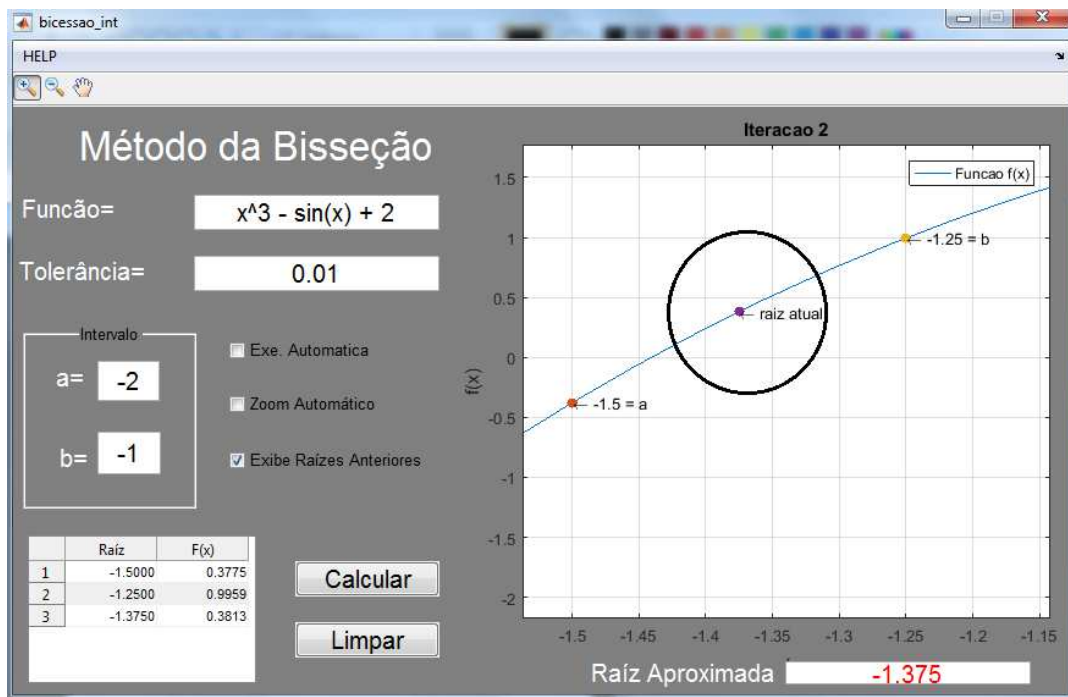 bicessao_int
HELP
Método da Bisseção
Funcão=
x^3 - sin(x) + 2
Tolerância=
0.01
Intervalo
a=
-2
b=
-1
Exe. Automatica
Zoom Automático
Exibe Raízes Anteriores
Raíz F(x)
1 -1.5000 0.3775
2 -1.2500 0.9959
3 -1.3750 0.3813
Calcular
Limpar
Iteracao 2
Funcao f(x)
f(x)
1.5
1
0.5
0
-0.5
-1
-1.5
-2
-1.25 = b
raiz atual
-1.5 = a
-1.5 -1.45 -1.4 -1.35 -1.3 -1.25 -1.2 -1.15
Raíz Aproximada
-1.375